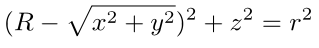 (R − √(x² + y²))² + z² = r²